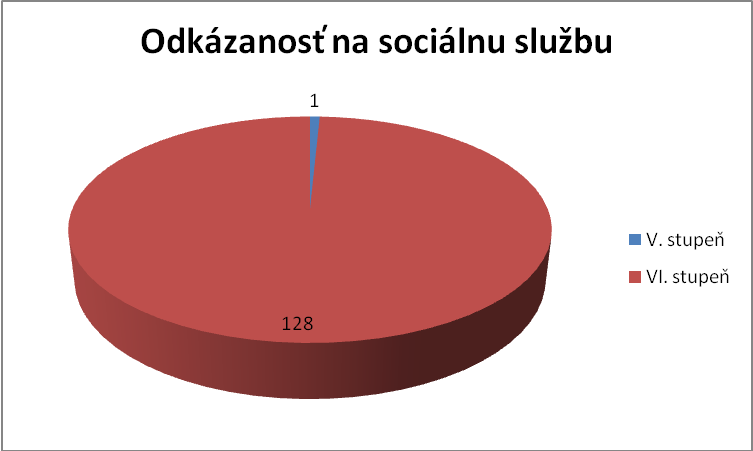 Odkázanosť na sociálnu službu
1
V. stupeň
VI. stupeň
128